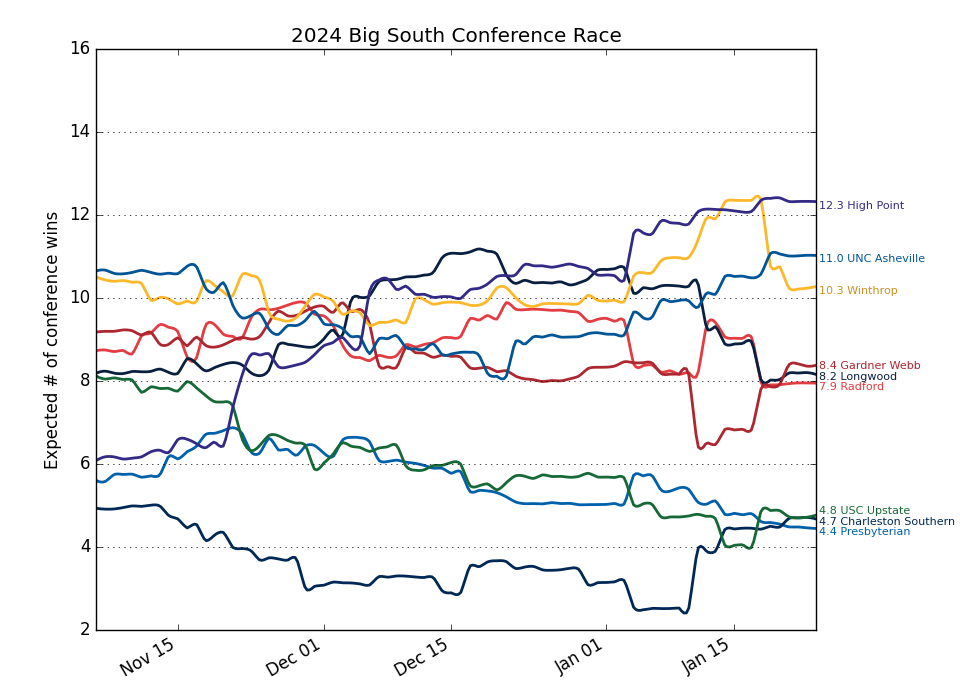 2024 Big South Conference Race
Expected # of conference wins
16
14
12
10
8
6
4
2
12.3 High Point
11.0 UNC Asheville
10.3 Winthrop
8.4 Gardner Webb
8.2 Longwood
7.9 Radford
4.8 USC Upstate
4.7 Charleston Southern
4.4 Presbyterian
Nov 15
Dec 01
Dec 15
Jan 01
Jan 15